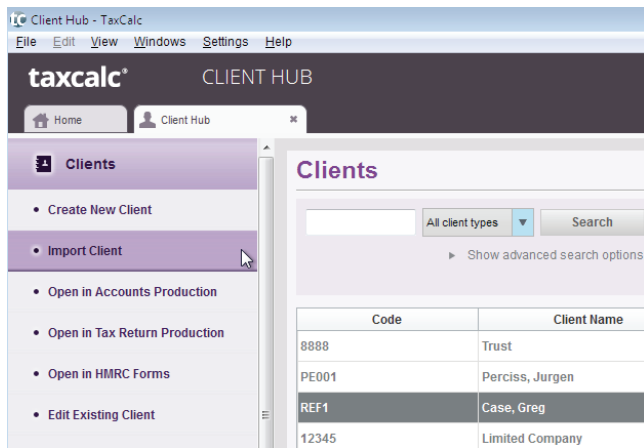 Client Hub - TaxCalc
File Edit View Windows Settings Help
taxcalc® CLIENT HUB
Home Client Hub
Clients
Create New Client
Import Client
Open in Accounts Production
Open in Tax Return Production
Open in HMRC Forms
Edit Existing Client
Clients
All client types Search
Show advanced search options
Code Client Name
8888 Trust
PE001 Perciss, Jurgen
REF1 Case, Greg
12345 Limited Company